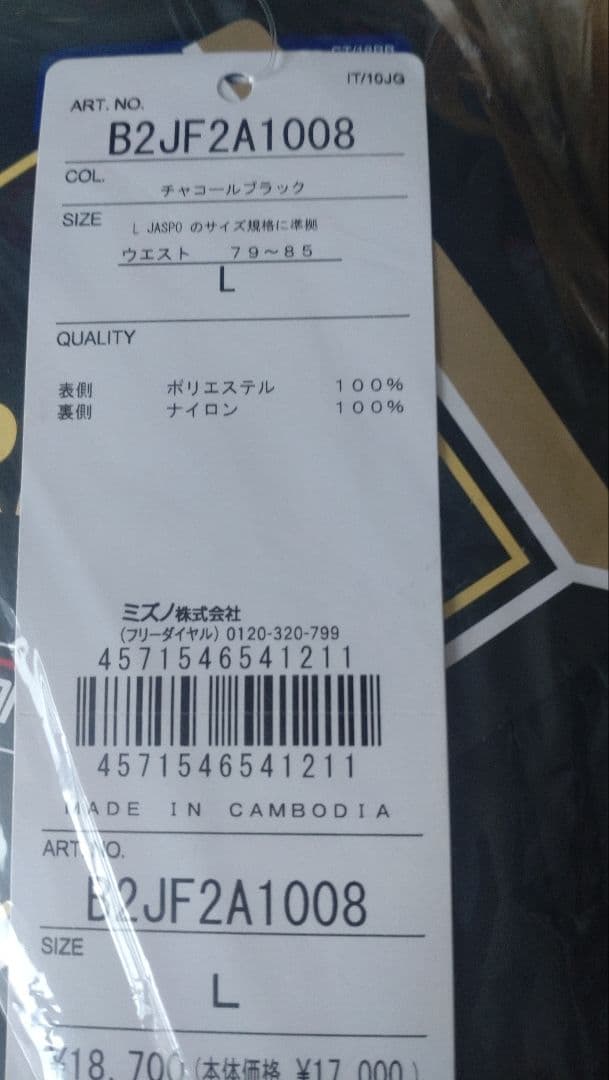 IT/10JG
ART. NO.
B2JF2A1008
COL.
チャコールブラック
SIZE
L JASPO のサイズ規格に準拠
ウエスト 79~85
L
QUALITY
表側 ポリエステル 100%
裏側 ナイロン 100%
ミズノ株式会社
(フリーダイヤル) 0120-320-799
4571546541211
4571546541211
MADE IN CAMBODIA
ART. NO.
B2JF2A1008
SIZE
L
¥18,700(本体価格 ¥17,000)